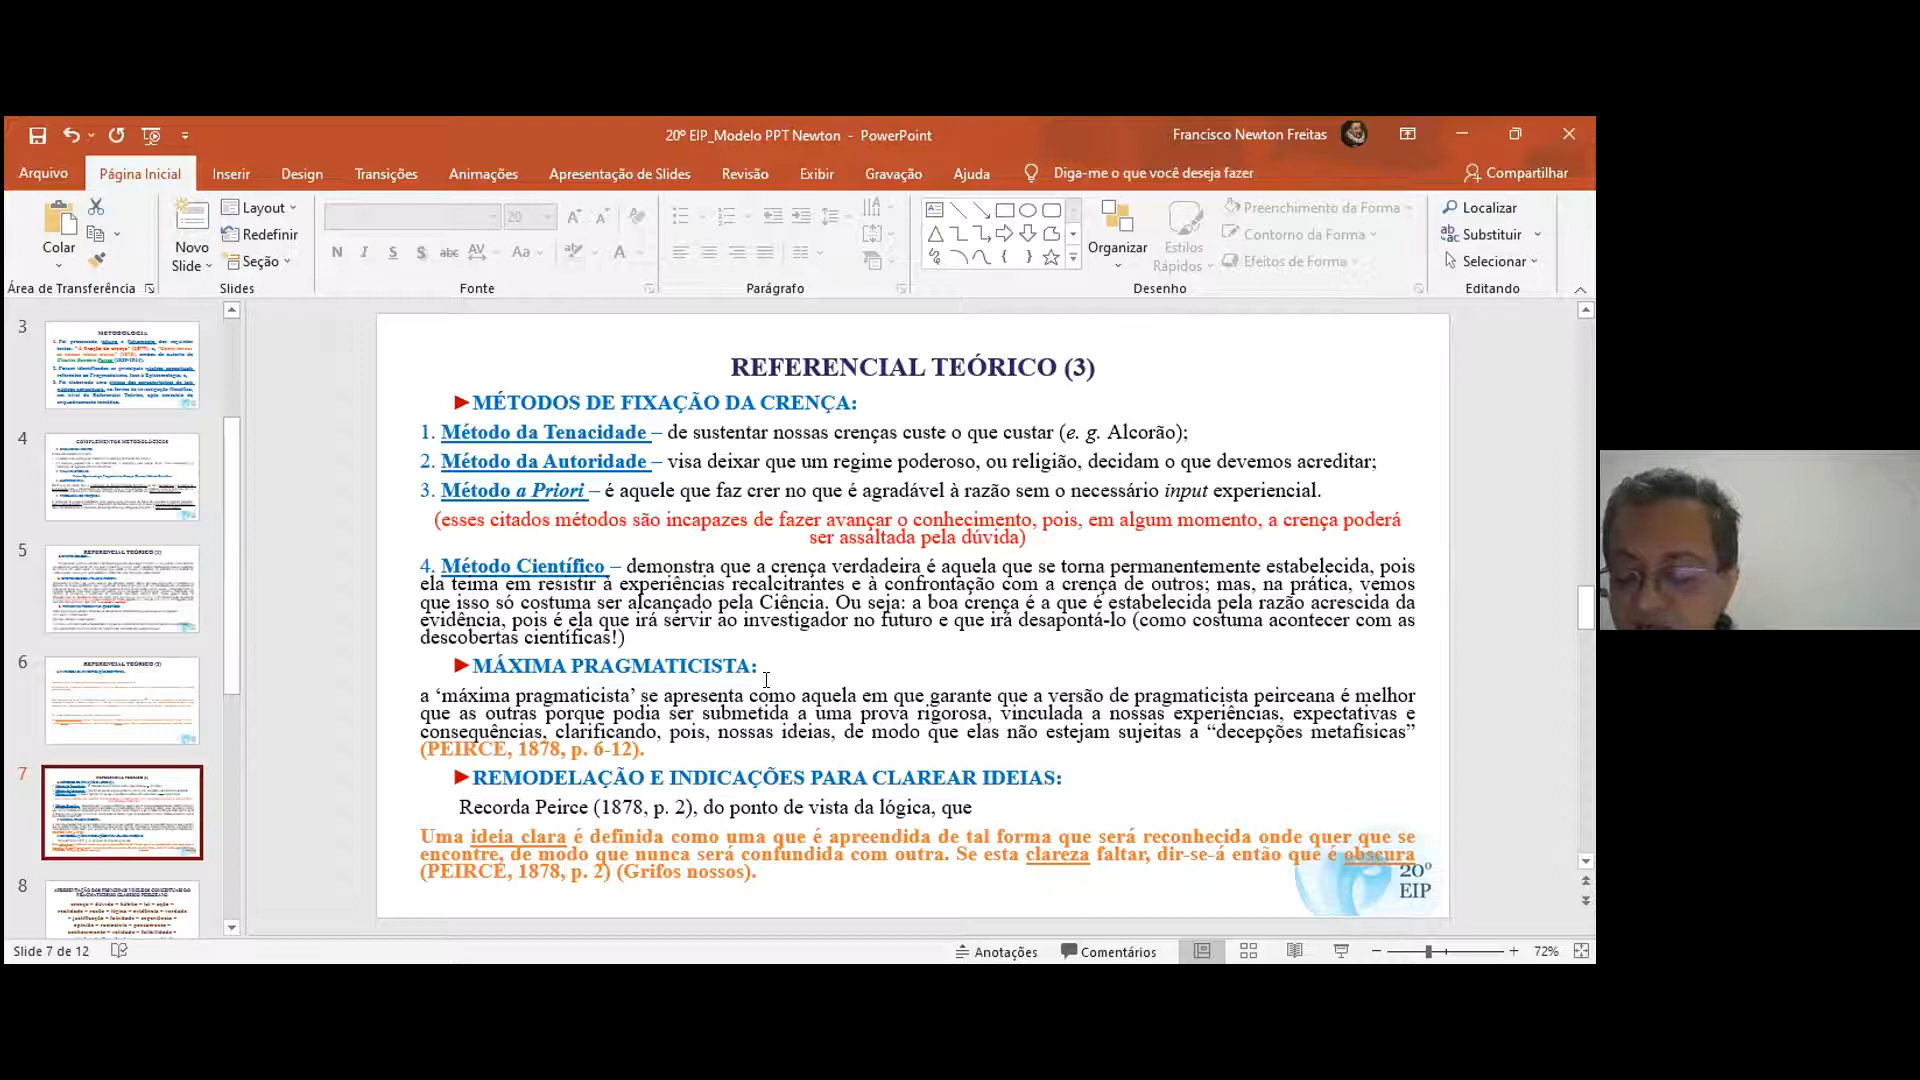 20º EIP_Modelo PPT Newton - PowerPoint
Francisco Newton Freitas
Arquivo
Página Inicial
Inserir
Design
Transições
Animações
Apresentação de Slides
Revisão
Exibir
Gravação
Ajuda
Diga-me o que você deseja fazer
Compartilhar
Colar
Novo
Slide
Layout
Redefinir
Seção
20
N I S S abc AV Aa A
Organizar
Estilos
Rápidos
Preenchimento da Forma
Contorno da Forma
Efeitos de Forma
Localizar
Substituir
Selecionar
Área de Transferência
Slides
Fonte
Parágrafo
Desenho
Editando
3
METODOLOGIA
4
COMPLEMENTOS METODOLÓGICOS
5
6
7
8
REFERENCIAL TEÓRICO (3)
►MÉTODOS DE FIXAÇÃO DA CRENÇA:
1. Método da Tenacidade – de sustentar nossas crenças custe o que custar (e. g. Alcorão);
2. Método da Autoridade – visa deixar que um regime poderoso, ou religião, decidam o que devemos acreditar;
3. Método a Priori – é aquele que faz crer no que é agradável à razão sem o necessário input experiencial.
(esses citados métodos são incapazes de fazer avançar o conhecimento, pois, em algum momento, a crença poderá
ser assaltada pela dúvida)
4. Método Científico – demonstra que a crença verdadeira é aquela que se torna permanentemente estabelecida, pois
ela teima em resistir à experiências recalcitrantes e à confrontação com a crença de outros; mas, na prática, vemos
que isso só costuma ser alcançado pela Ciência. Ou seja: a boa crença é a que é estabelecida pela razão acrescida da
evidência, pois é ela que irá servir ao investigador no futuro e que irá desapontá-lo (como costuma acontecer com as
descobertas científicas!)
►MÁXIMA PRAGMATICISTA:
a ‘máxima pragmaticista’ se apresenta como aquela em que garante que a versão de pragmaticista peirceana é melhor
que as outras porque podia ser submetida a uma prova rigorosa, vinculada a nossas experiências, expectativas e
consequências, clarificando, pois, nossas ideias, de modo que elas não estejam sujeitas a “decepções metafísicas”
(PEIRCE, 1878, p. 6-12).
►REMODELAÇÃO E INDICAÇÕES PARA CLAREAR IDEIAS:
Recorda Peirce (1878, p. 2), do ponto de vista da lógica, que
Uma ideia clara é definida como uma que é apreendida de tal forma que será reconhecida onde quer que se
encontre, de modo que nunca será confundida com outra. Se esta clareza faltar, dir-se-á então que é obscura
(PEIRCE, 1878, p. 2) (Grifos nossos).
20º
EIP
Slide 7 de 12
Anotações
Comentários
72%